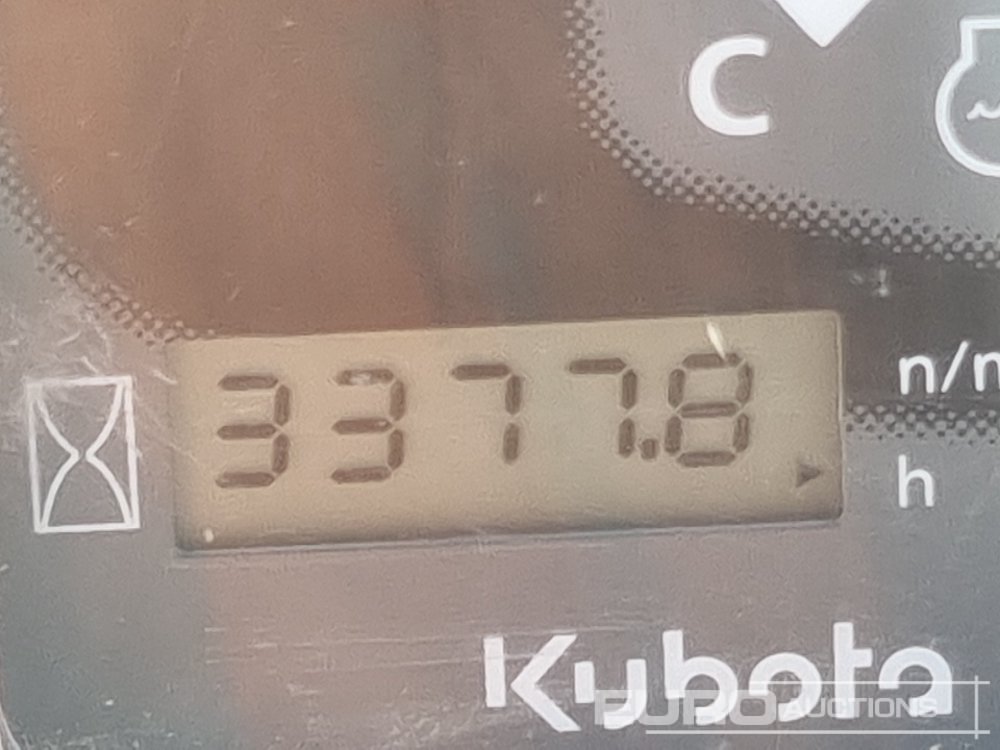 C
3377.8
n/m
h
Kubota
EURO AUCTIONS